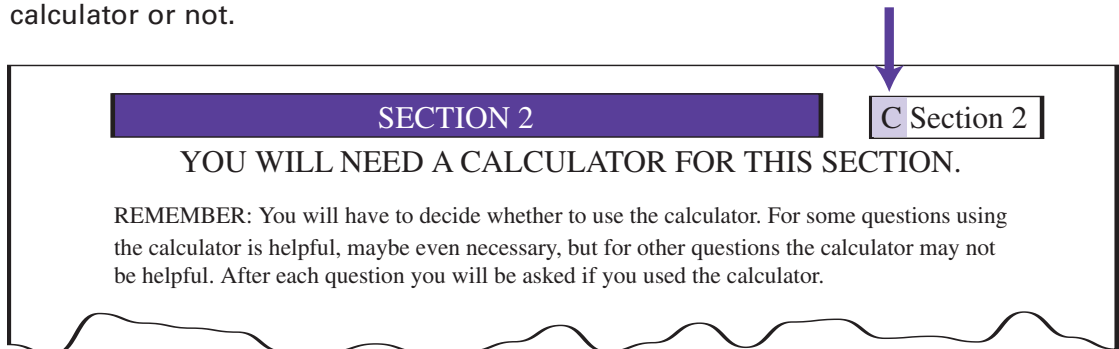 calculator or not.
SECTION 2
C Section 2
YOU WILL NEED A CALCULATOR FOR THIS SECTION.
REMEMBER: You will have to decide whether to use the calculator. For some questions using
the calculator is helpful, maybe even necessary, but for other questions the calculator may not
be helpful. After each question you will be asked if you used the calculator.